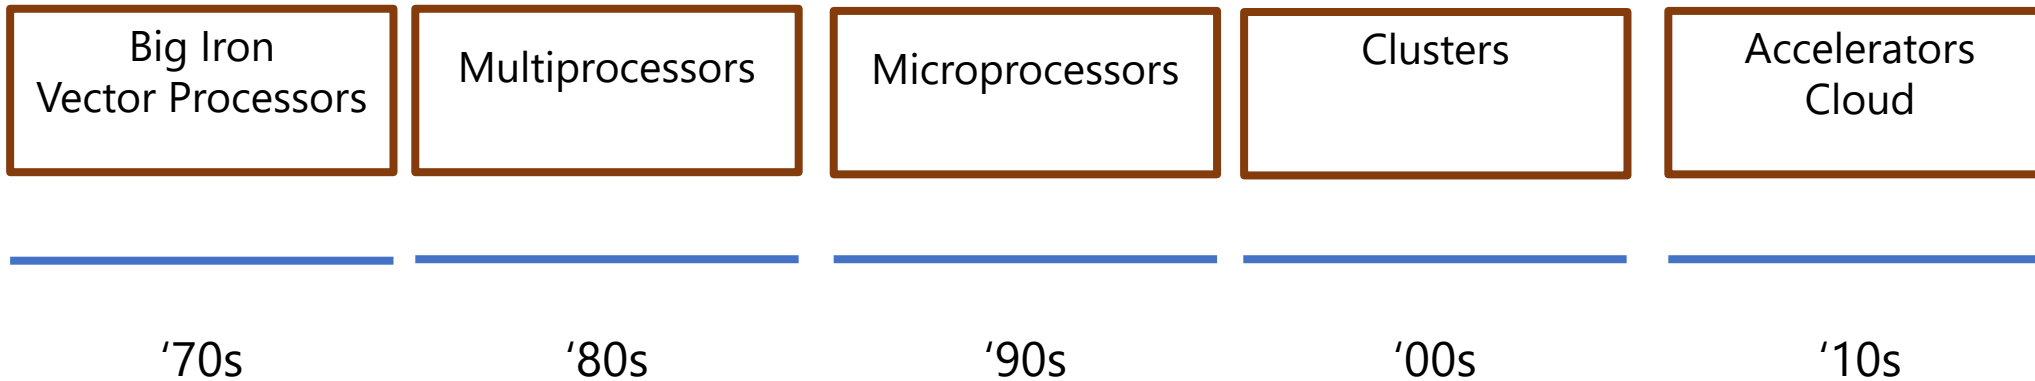 Big Iron
Vector Processors
Multiprocessors
Microprocessors
Clusters
Accelerators
Cloud
‘70s
‘80s
‘90s
‘00s
‘10s